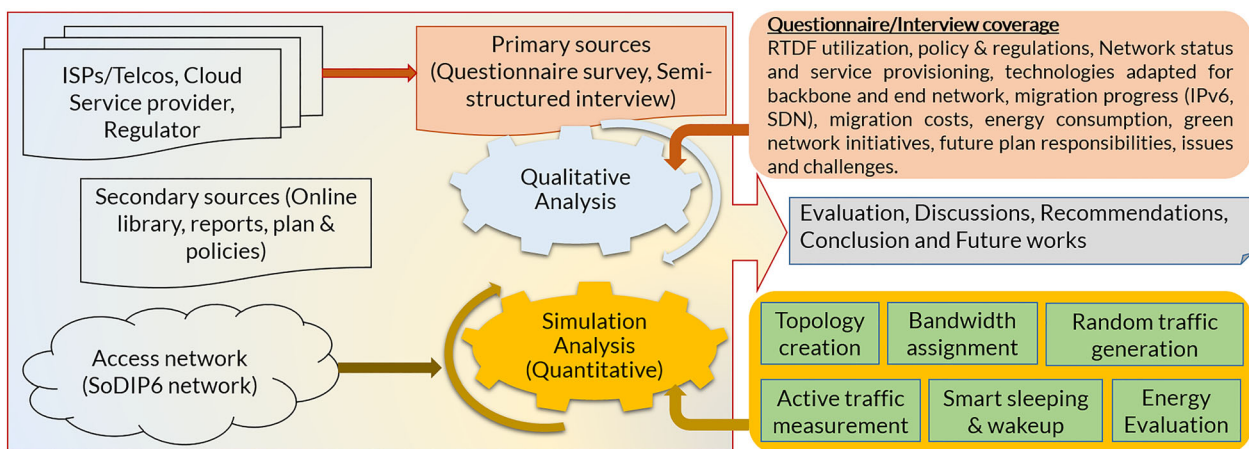 ISPs/Telcos, Cloud
Service provider,
Regulator
Primary sources
(Questionnaire survey, Semi-
structured interview)
Questionnaire/Interview coverage
RTDF utilization, policy & regulations, Network status
and service provisioning, technologies adapted for
backbone and end network, migration progress (IPv6,
SDN), migration costs, energy consumption, green
network initiatives, future plan responsibilities, issues
and challenges.
Secondary sources (Online
library, reports, plan &
policies)
Qualitative
Analysis
Evaluation, Discussions, Recommendations,
Conclusion and Future works
Access network
(SoDIP6 network)
Simulation
Analysis
(Quantitative)
Topology
creation
Bandwidth
assignment
Random traffic
generation
Active traffic
measurement
Smart sleeping
& wakeup
Energy
Evaluation